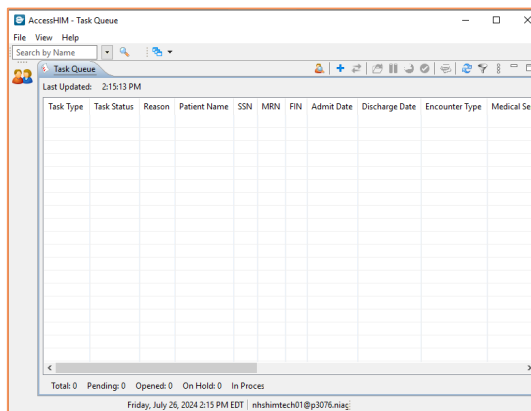 AccessHIM - Task Queue
File View Help
Search by Name
Task Queue
Last Updated: 2:15:13 PM
Task Type Task Status Reason Patient Name SSN MRN FIN Admit Date Discharge Date Encounter Type Medical Se
Total: 0 Pending: 0 Opened: 0 On Hold: 0 In Proces
Friday, July 26, 2024 2:15 PM EDT nhshimtech01@p3076.niac